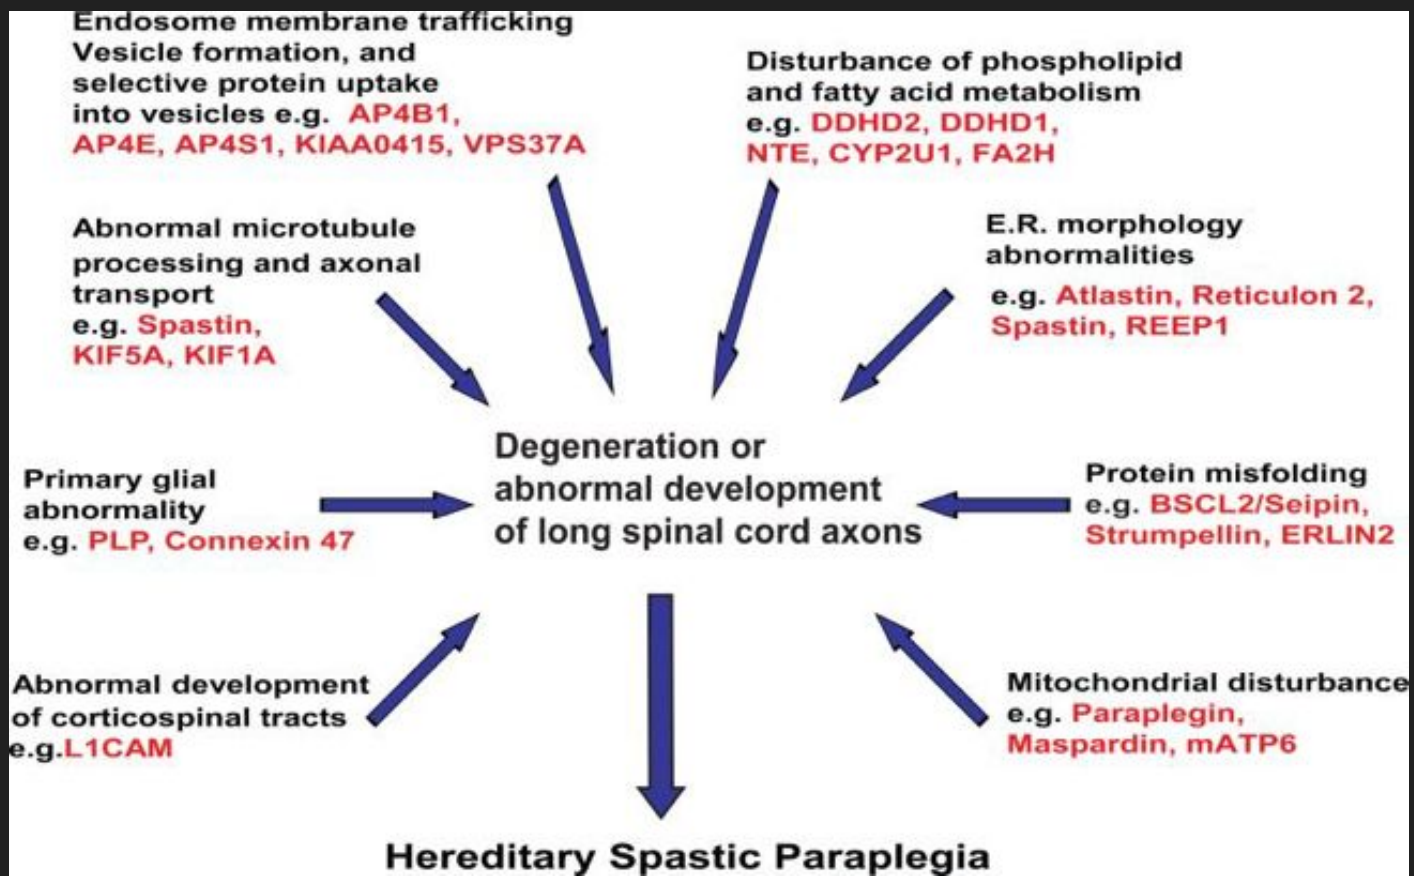 Endosome membrane trafficking
Vesicle formation, and
selective protein uptake
into vesicles e.g. AP4B1,
AP4E, AP4S1, KIAA0415, VPS37A
Disturbance of phospholipid
and fatty acid metabolism
e.g. DDHD2, DDHD1,
NTE, CYP2U1, FA2H
Abnormal microtubule
processing and axonal
transport
e.g. Spastin,
KIF5A, KIF1A
E.R. morphology
abnormalities
e.g. Atlastin, Reticulon 2,
Spastin, REEP1
Degeneration or
abnormal development
of long spinal cord axons
Primary glial
abnormality
e.g. PLP, Connexin 47
Protein misfolding
e.g. BSCL2/Seipin,
Strumpellin, ERLIN2
Abnormal development
of corticospinal tracts
e.g.L1CAM
Mitochondrial disturbance
e.g. Paraplegin,
Maspardin, mATP6
Hereditary Spastic Paraplegia